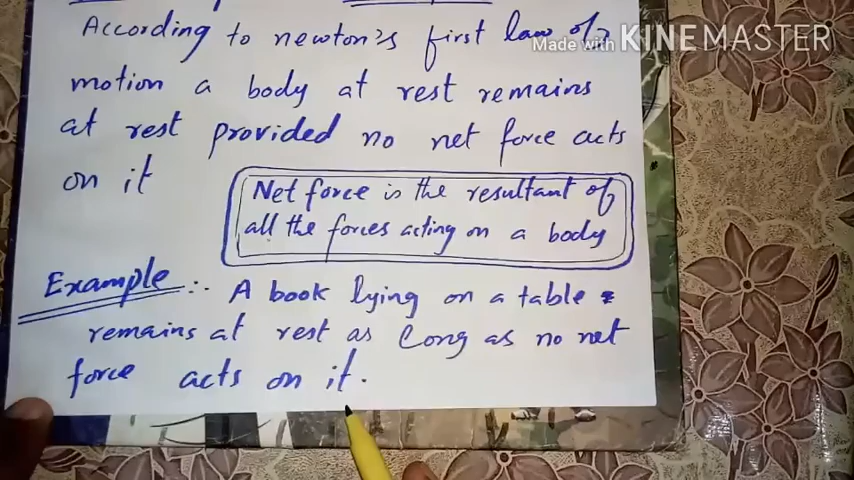 According to newton's first law of
Made with KINEMASTER
motion a body at rest remains
at rest provided no net force acts
on it
Net force is the resultant of
all the forces acting on a body
Example :- A book lying on a table
remains at rest as long as no net
force acts on it.